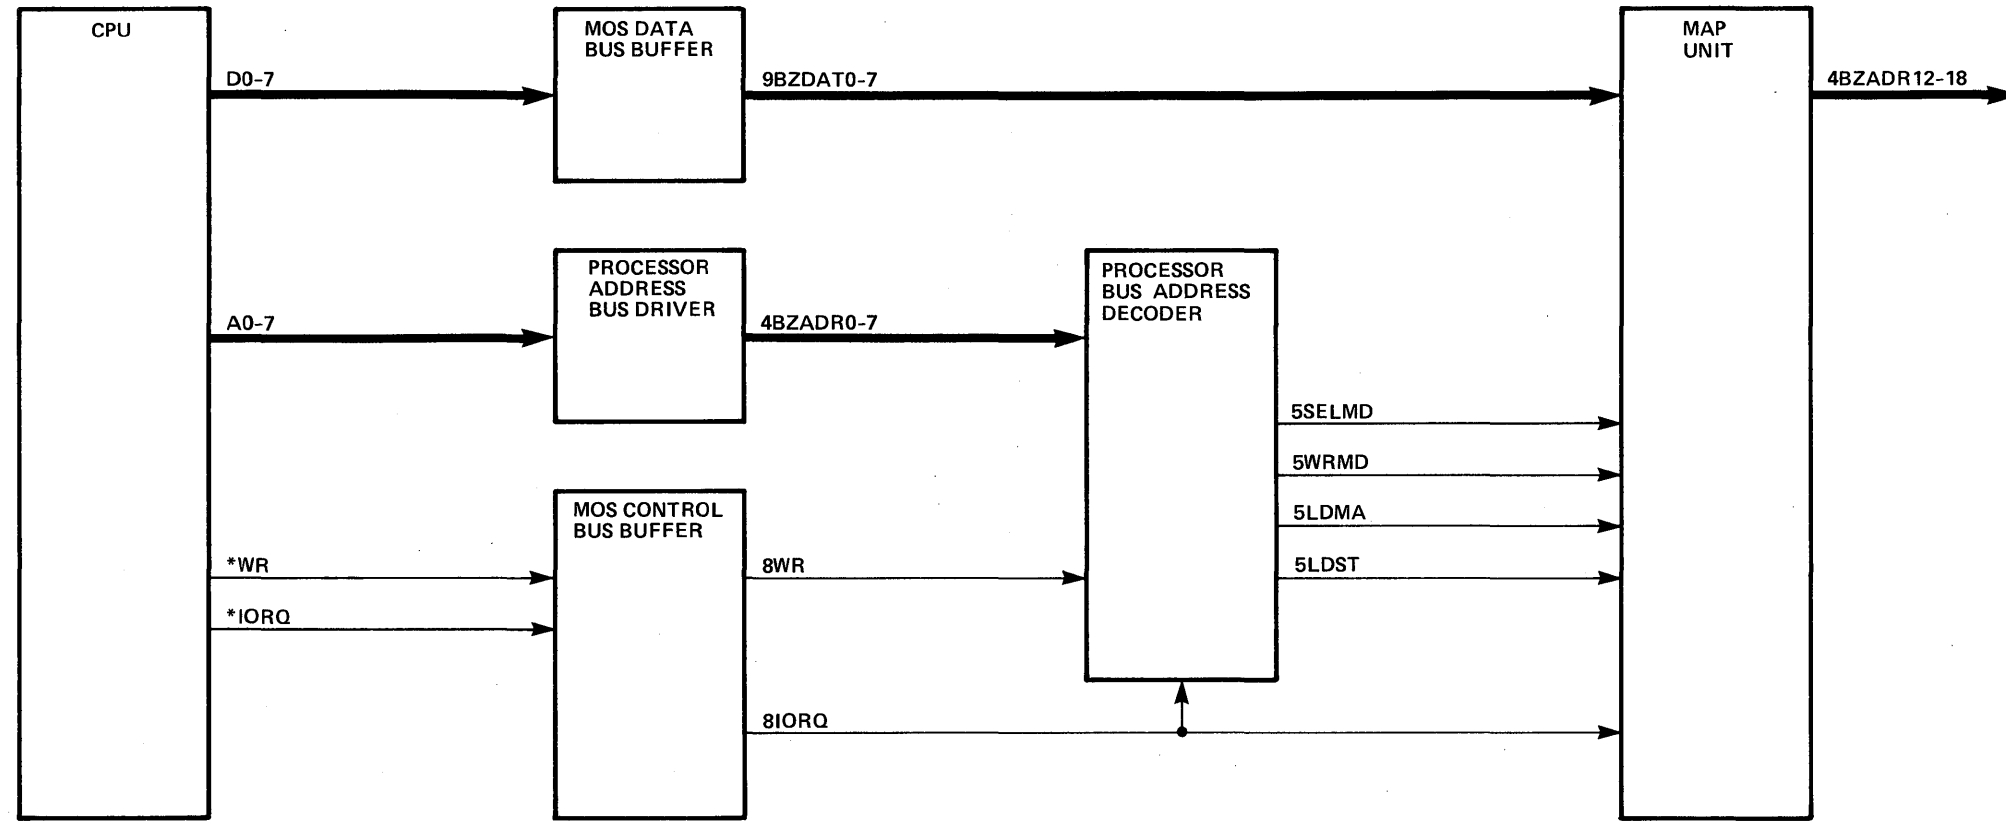 CPU
MOS DATA
BUS BUFFER
MAP
UNIT
D0-7
9BZDAT0-7
4BZADR12-18
PROCESSOR
ADDRESS
BUS DRIVER
PROCESSOR
BUS ADDRESS
DECODER
A0-7
4BZADR0-7
5SELMD
5WRMD
5LDMA
5LDST
MOS CONTROL
BUS BUFFER
*WR
8WR
*IORQ
8IORQ